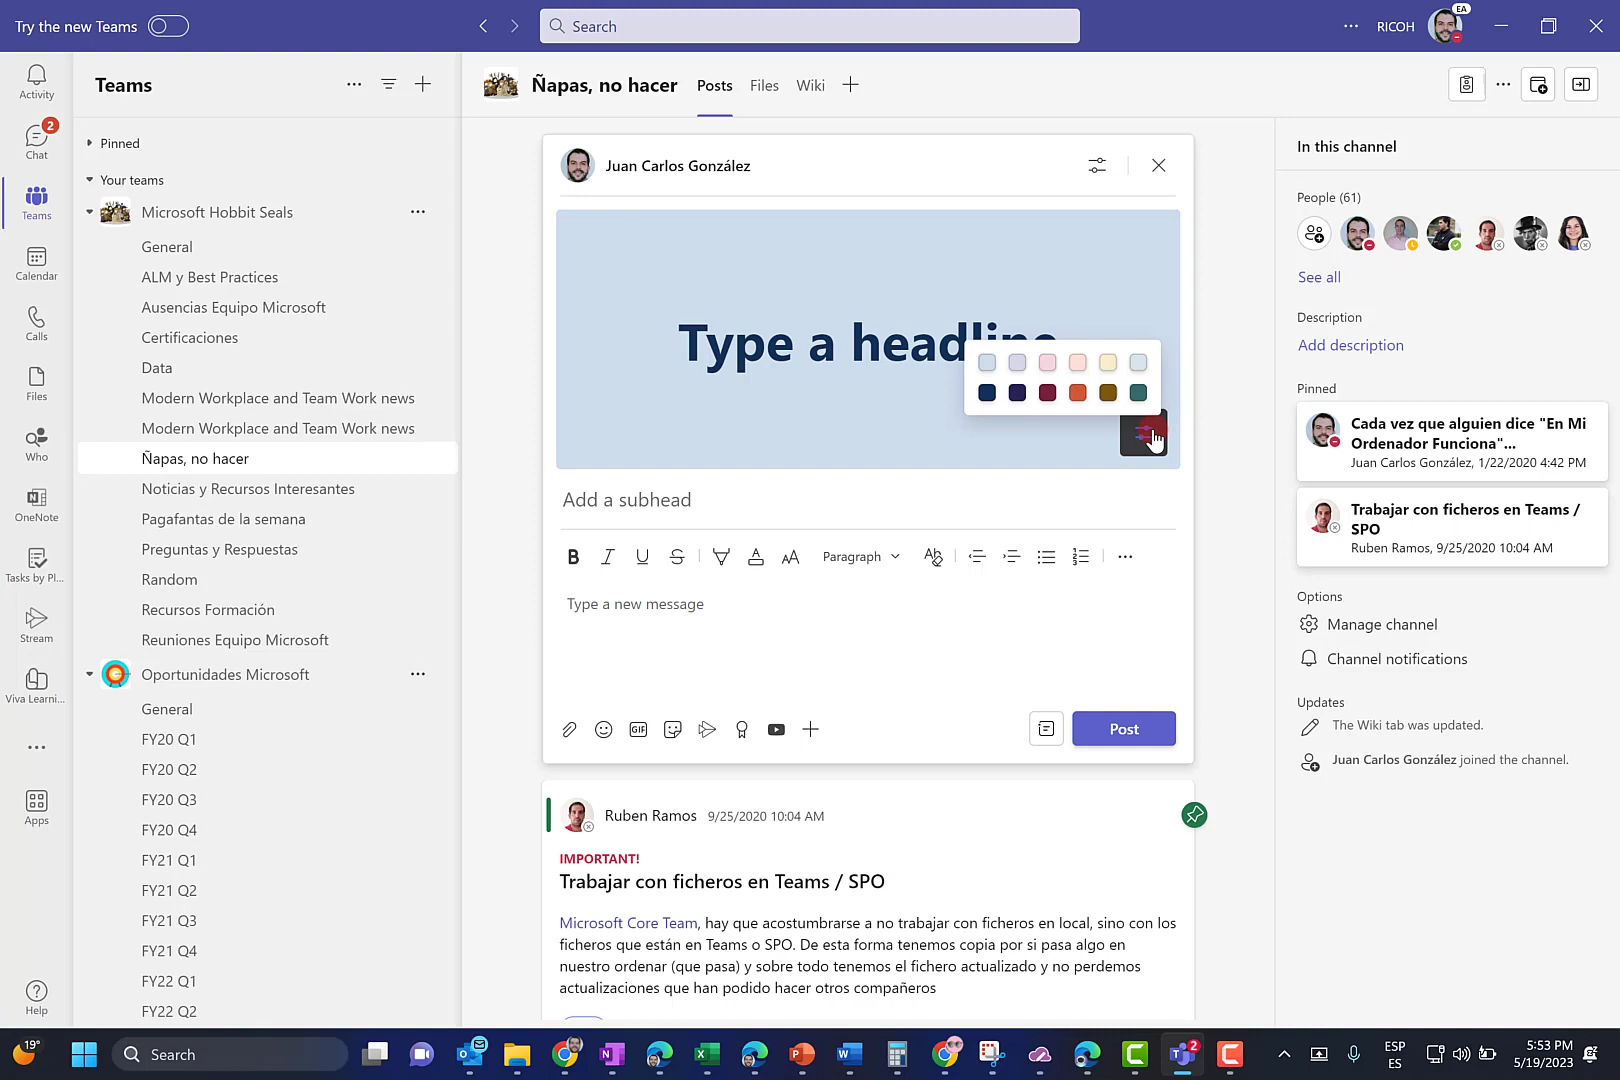 Try the new Teams
Search
RICOH
EA
Activity
2
Chat
Teams
Calendar
Calls
Files
Who
OneNote
Tasks by Pl...
Stream
Viva Learni...
Apps
Help
Teams
Pinned
Your teams
Microsoft Hobbit Seals
General
ALM y Best Practices
Ausencias Equipo Microsoft
Certificaciones
Data
Modern Workplace and Team Work news
Modern Workplace and Team Work news
Ñapas, no hacer
Noticias y Recursos Interesantes
Pagafantas de la semana
Preguntas y Respuestas
Random
Recursos Formación
Reuniones Equipo Microsoft
Oportunidades Microsoft
General
FY20 Q1
FY20 Q2
FY20 Q3
FY20 Q4
FY21 Q1
FY21 Q2
FY21 Q3
FY21 Q4
FY22 Q1
FY22 Q2
Ñapas, no hacer
Posts
Files
Wiki
Juan Carlos González
Type a headline
Add a subhead
Paragraph
Type a new message
GIF
Post
Ruben Ramos 9/25/2020 10:04 AM
IMPORTANT!
Trabajar con ficheros en Teams / SPO
Microsoft Core Team, hay que acostumbrarse a no trabajar con ficheros en local, sino con los
ficheros que están en Teams o SPO. De esta forma tenemos copia por si pasa algo en
nuestro ordenar (que pasa) y sobre todo tenemos el fichero actualizado y no perdemos
actualizaciones que han podido hacer otros compañeros
In this channel
People (61)
See all
Description
Add description
Pinned
Cada vez que alguien dice "En Mi
Ordenador Funciona"...
Juan Carlos González, 1/22/2020 4:42 PM
Trabajar con ficheros en Teams /
SPO
Ruben Ramos, 9/25/2020 10:04 AM
Options
Manage channel
Channel notifications
Updates
The Wiki tab was updated.
Juan Carlos González joined the channel.
19°
Search
2
ESP
ES
5:53 PM
5/19/2023